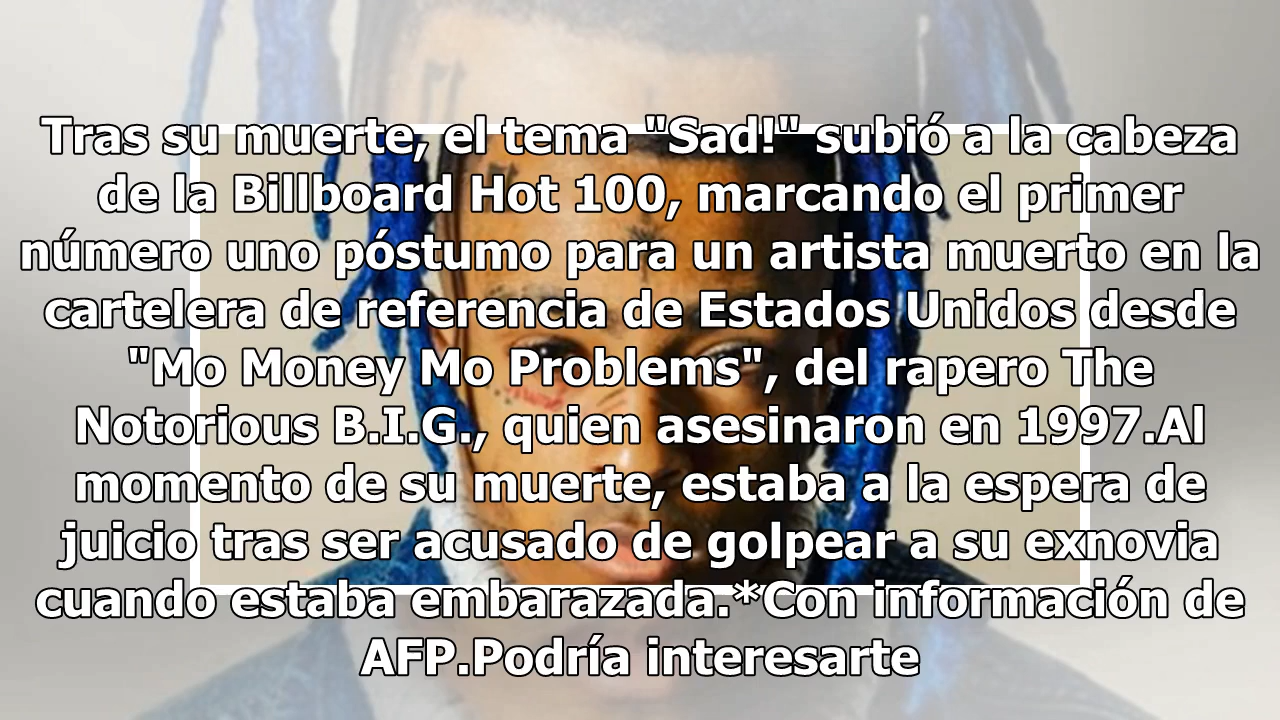 Tras su muerte, el tema "Sad!" subió a la cabeza
de la Billboard Hot 100, marcando el primer
número uno póstumo para un artista muerto en la
cartelera de referencia de Estados Unidos desde
"Mo Money Mo Problems", del rapero The
Notorious B.I.G., quien asesinaron en 1997.Al
momento de su muerte, estaba a la espera de
juicio tras ser acusado de golpear a su exnovia
cuando estaba embarazada.*Con información de
AFP.Podría interesarte